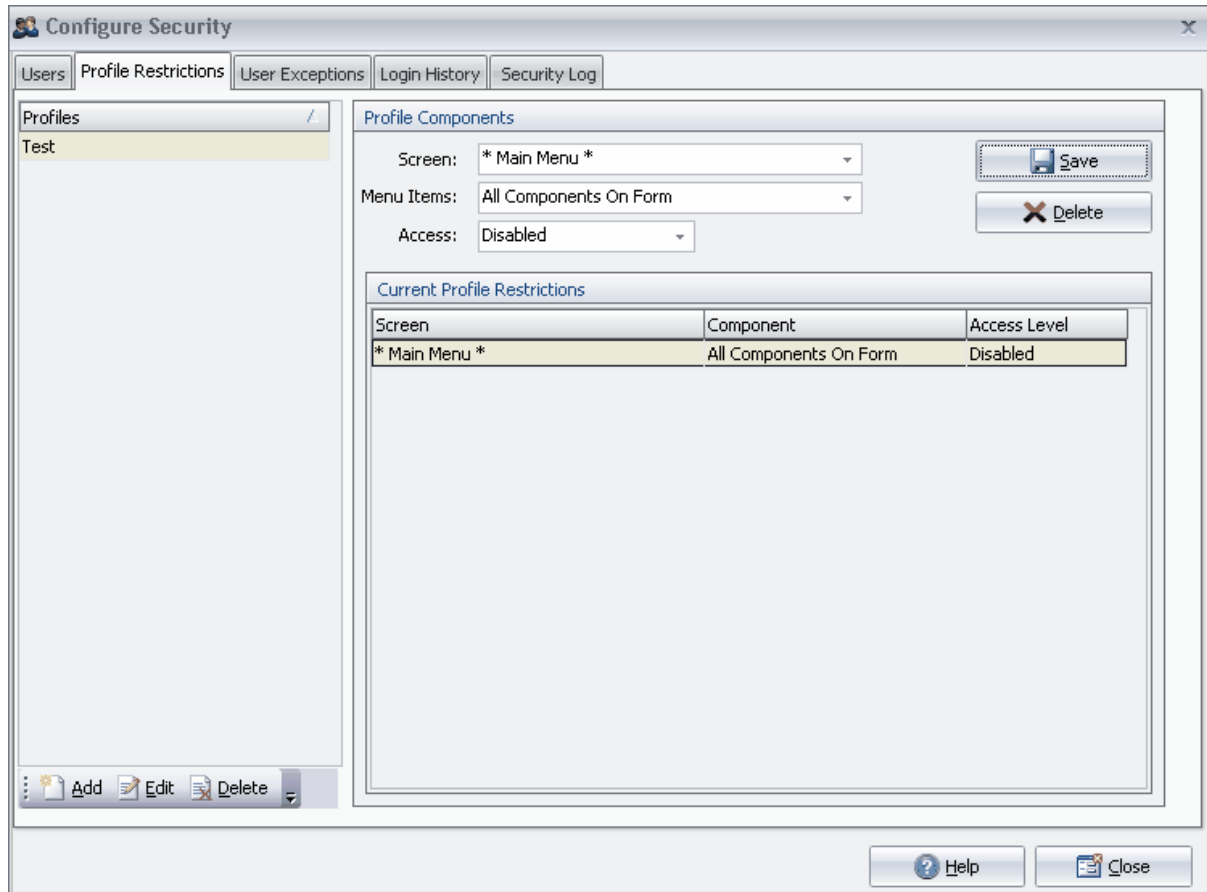 Configure Security
Users Profile Restrictions User Exceptions Login History Security Log
Profiles
Test
Add Edit Delete
Profile Components
Screen: * Main Menu *
Menu Items: All Components On Form
Access: Disabled
Save
Delete
Current Profile Restrictions
Screen Component Access Level
* Main Menu * All Components On Form Disabled
Help Close